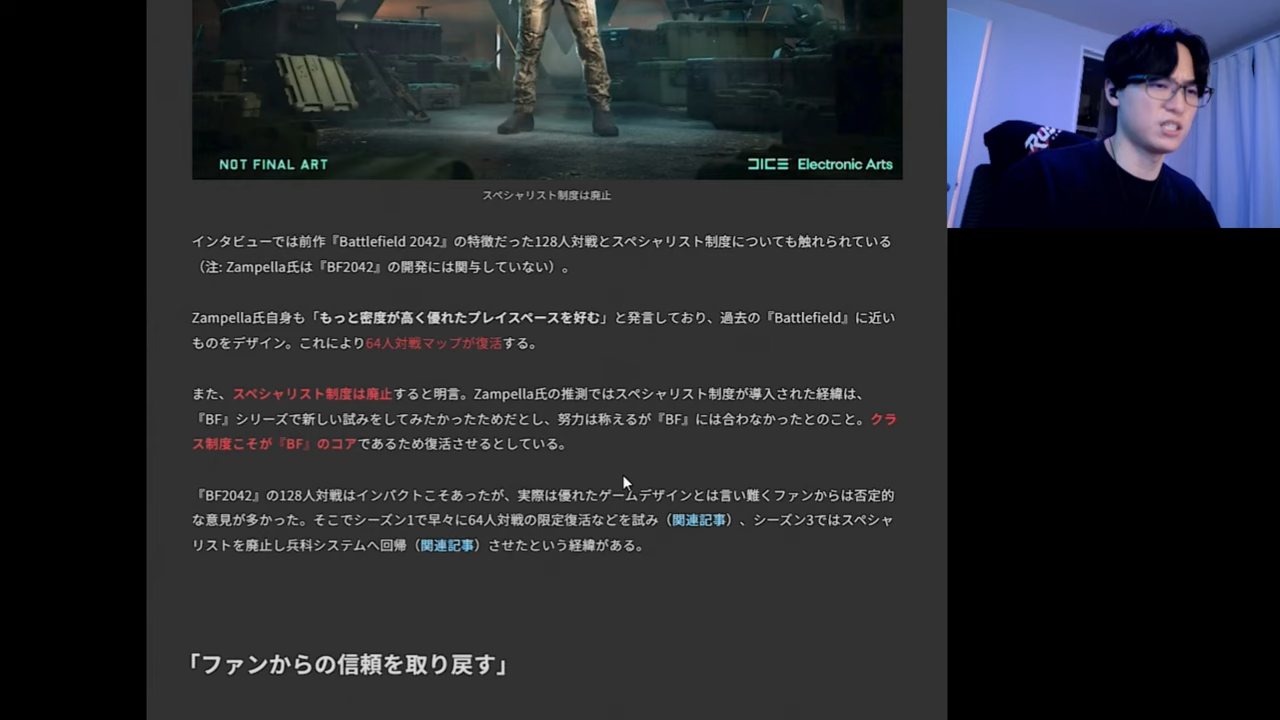 NOT FINAL ART
DICE Electronic Arts
スペシャリスト制度は廃止
インタビューでは前作『Battlefield 2042』の特徴だった128人対戦とスペシャリスト制度についても触れられている
（注: Zampella氏は『BF2042』の開発には関与していない）。
Zampella氏自身も「もっと密度が高く優れたプレイスペースを好む」と発言しており、過去の『Battlefield』に近い
ものをデザイン。これにより64人対戦マップが復活する。
また、スペシャリスト制度は廃止すると明言。Zampella氏の推測ではスペシャリスト制度が導入された経緯は、
『BF』シリーズで新しい試みをしてみたかったためだとし、努力は称えるが『BF』には合わなかったとのこと。クラ
ス制度こそが『BF』のコアであるため復活させるとしている。
『BF2042』の128人対戦はインパクトこそあったが、実際は優れたゲームデザインとは言い難くファンからは否定的
な意見が多かった。そこでシーズン1で早々に64人対戦の限定復活などを試み（関連記事）、シーズン3ではスペシャ
リストを廃止し兵科システムへ回帰（関連記事）させたという経緯がある。
「ファンからの信頼を取り戻す」